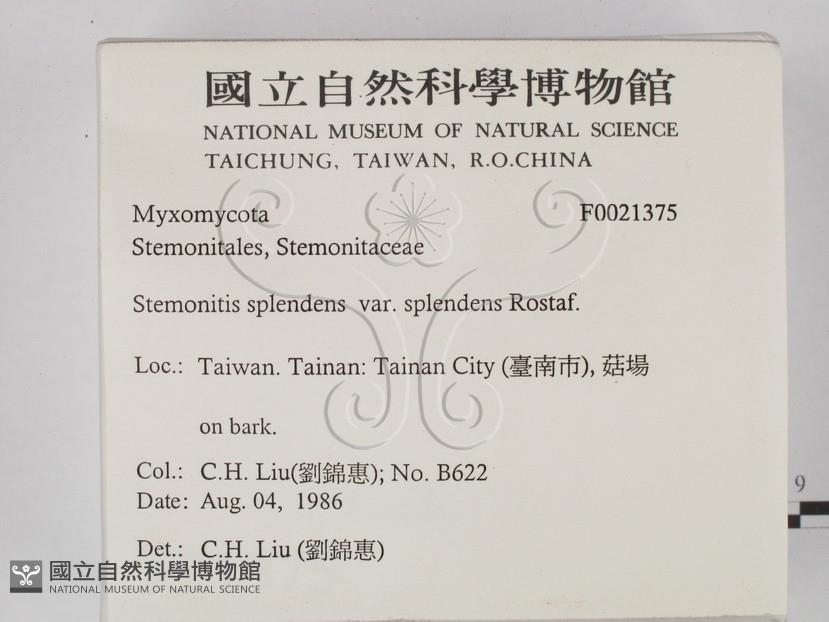 國立自然科學博物館
NATIONAL MUSEUM OF NATURAL SCIENCE
TAICHUNG, TAIWAN, R.O.CHINA
Myxomycota F0021375
Stemonitales, Stemonitaceae
Stemonitis splendens var. splendens Rostaf.
Loc.: Taiwan. Tainan: Tainan City (臺南市), 菇場
on bark.
Col.: C.H. Liu(劉錦惠); No. B622
Date: Aug. 04, 1986
Det.: C.H. Liu (劉錦惠)
9
國立自然科學博物館
NATIONAL MUSEUM OF NATURAL SCIENCE